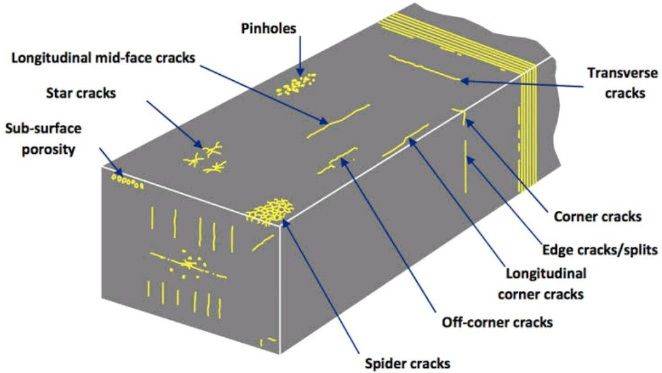 Pinholes
Longitudinal mid-face cracks
Star cracks
Transverse
cracks
Sub-surface
porosity
Corner cracks
Edge cracks/splits
Longitudinal
corner cracks
Off-corner cracks
Spider cracks